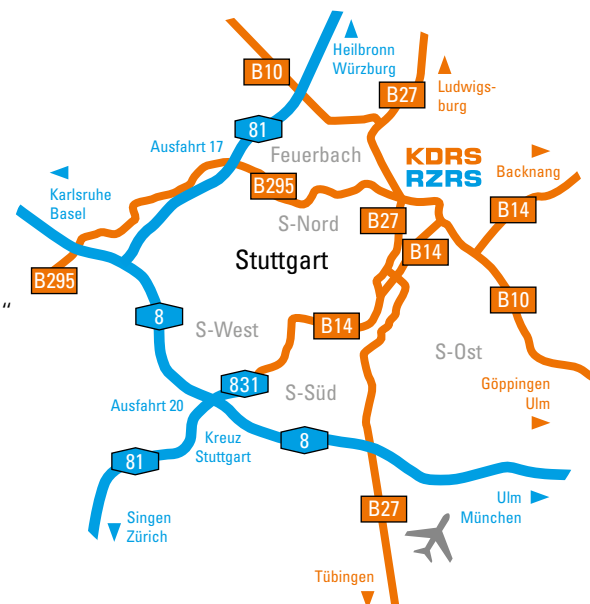 Heilbronn
Würzburg
B10
B27
Ludwigs-
burg
81
Ausfahrt 17
Feuerbach
KDRS
RZRS
Backnang
Karlsruhe
Basel
B295
S-Nord
B27
B14
B14
Stuttgart
B295
"
8
S-West
B14
B10
S-Ost
831
S-Süd
Göppingen
Ulm
Ausfahrt 20
Kreuz
Stuttgart
8
81
Singen
Zürich
B27
Ulm
München
Tübingen